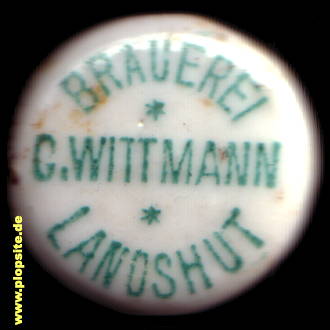 BRAUEREI
*
C.WITTMANN
*
LANDSHUT
www.plopsite.de